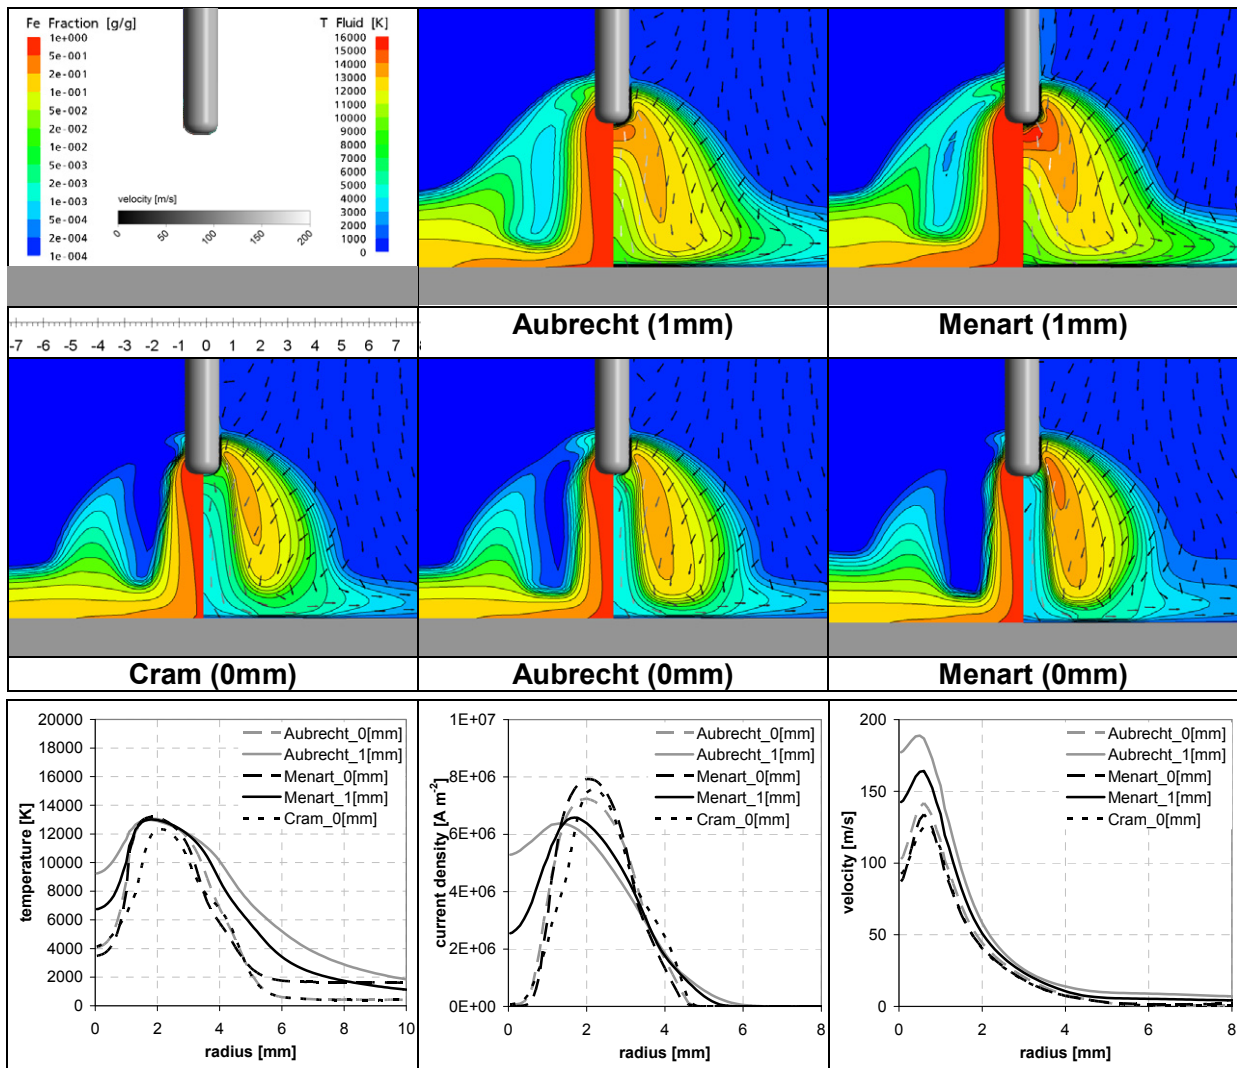 Fe Fraction [g/g]
1e+000
5e-001
2e-001
1e-001
5e-002
2e-002
1e-002
5e-003
2e-003
1e-003
5e-004
2e-004
1e-004
velocity [m/s]
0
50
100
150
200
T Fluid [K]
16000
15000
14000
13000
12000
11000
10000
9000
8000
7000
6000
5000
4000
3000
2000
1000
0
-7 -6 -5 -4 -3 -2 -1 0 1 2 3 4 5 6 7
Aubrecht (1mm)
Menart (1mm)
Cram (0mm)
Aubrecht (0mm)
Menart (0mm)
temperature [K]
20000
18000
16000
14000
12000
10000
8000
6000
4000
2000
0
Aubrecht_0[mm]
Aubrecht_1[mm]
Menart_0[mm]
Menart_1[mm]
Cram_0[mm]
0 2 4 6 8 10
radius [mm]
current density [A m-2]
1E+07
8E+06
6E+06
4E+06
2E+06
0E+00
Aubrecht_0[mm]
Aubrecht_1[mm]
Menart_0[mm]
Menart_1[mm]
Cram_0[mm]
0 2 4 6 8
radius [mm]
velocity [m/s]
200
150
100
50
0
Aubrecht_0[mm]
Aubrecht_1[mm]
Menart_0[mm]
Menart_1[mm]
Cram_0[mm]
0 2 4 6 8
radius [mm]